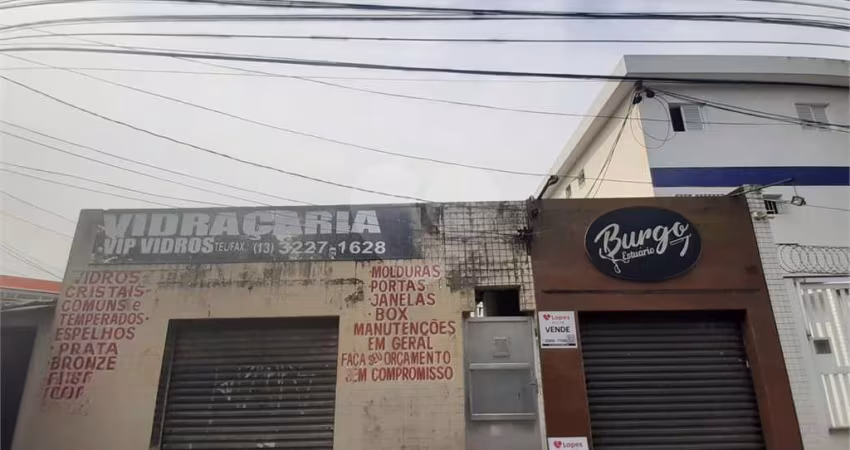 VIDRAÇARIA
VIP VIDROS TEL/FAX: (13) 3227-1628
VIDROS
CRISTAIS •
COMUNS e
TEMPERADOS •
ESPELHOS
PRATA
BRONZE
MOLDURAS
PORTAS
JANELAS
• BOX
MANUTENÇÕES
EM GERAL
FAÇA SEU ORÇAMENTO
SEM COMPROMISSO
Burgo
Estuário
Lopes
VENDE
Lopes